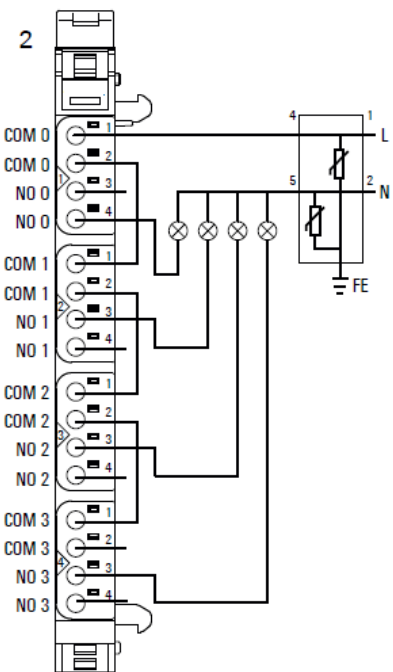 2
4 1
COM 0 1 L
COM 0 2
1
NO 0 3 5 2 N
NO 0 4
COM 1 1
FE
COM 1 2
2
NO 1 3
NO 1 4
COM 2 1
COM 2 2
3
NO 2 3
NO 2 4
COM 3 1
COM 3 2
4
NO 3 3
NO 3 4